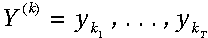 Y^{(k)} = y_{k_1}, . . . , y_{k_T}